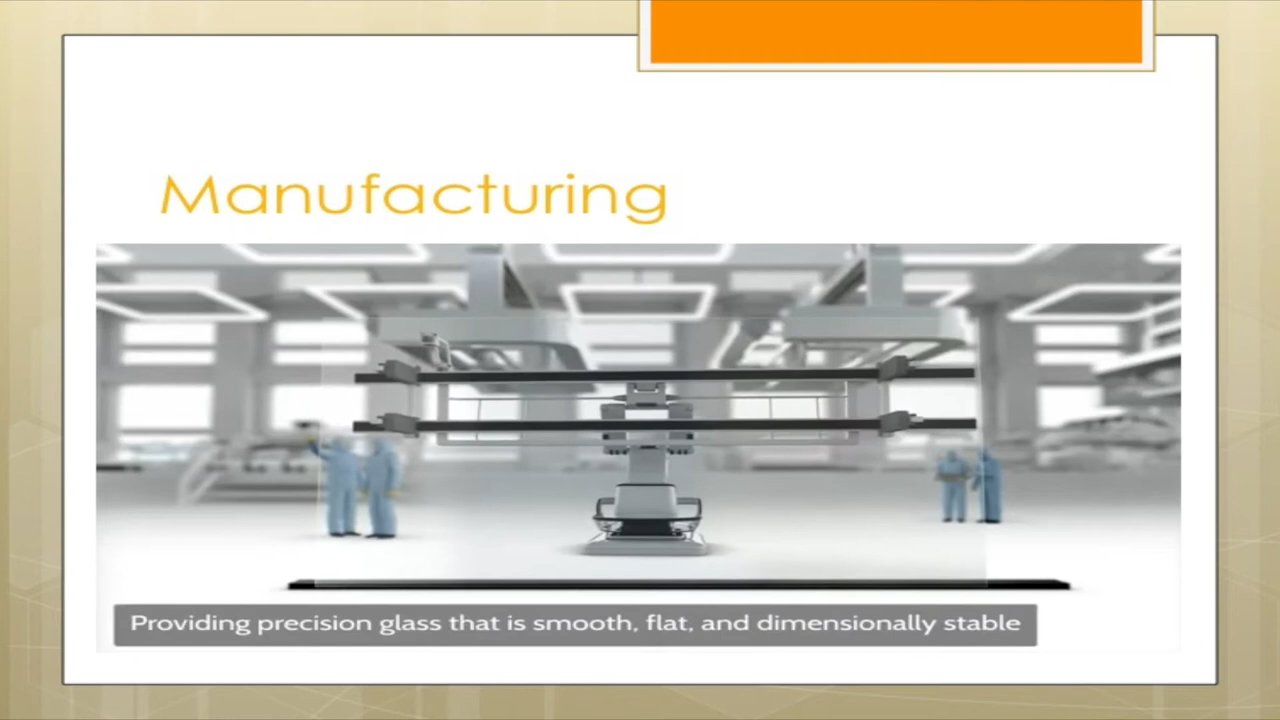 Manufacturing
Providing precision glass that is smooth, flat, and dimensionally stable